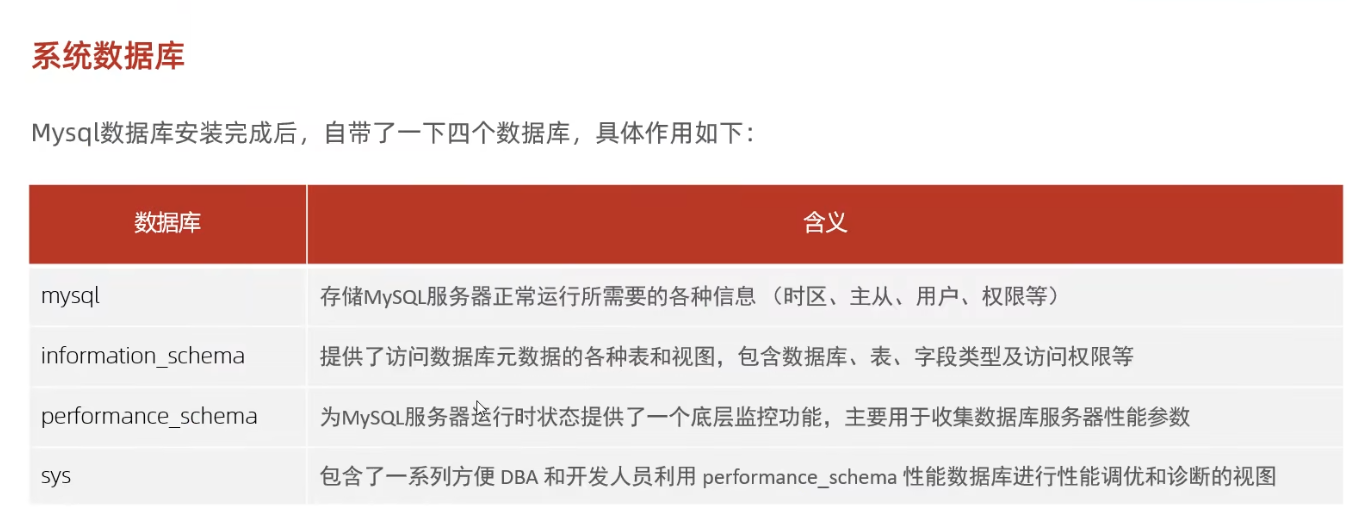 系统数据库
Mysql数据库安装完成后，自带了一下四个数据库，具体作用如下：
数据库 含义
mysql 存储MySQL服务器正常运行所需要的各种信息 （时区、主从、用户、权限等）
information_schema 提供了访问数据库元数据的各种表和视图，包含数据库、表、字段类型及访问权限等
performance_schema 为MySQL服务器运行时状态提供了一个底层监控功能，主要用于收集数据库服务器性能参数
sys 包含了一系列方便 DBA 和开发人员利用 performance_schema 性能数据库进行性能调优和诊断的视图